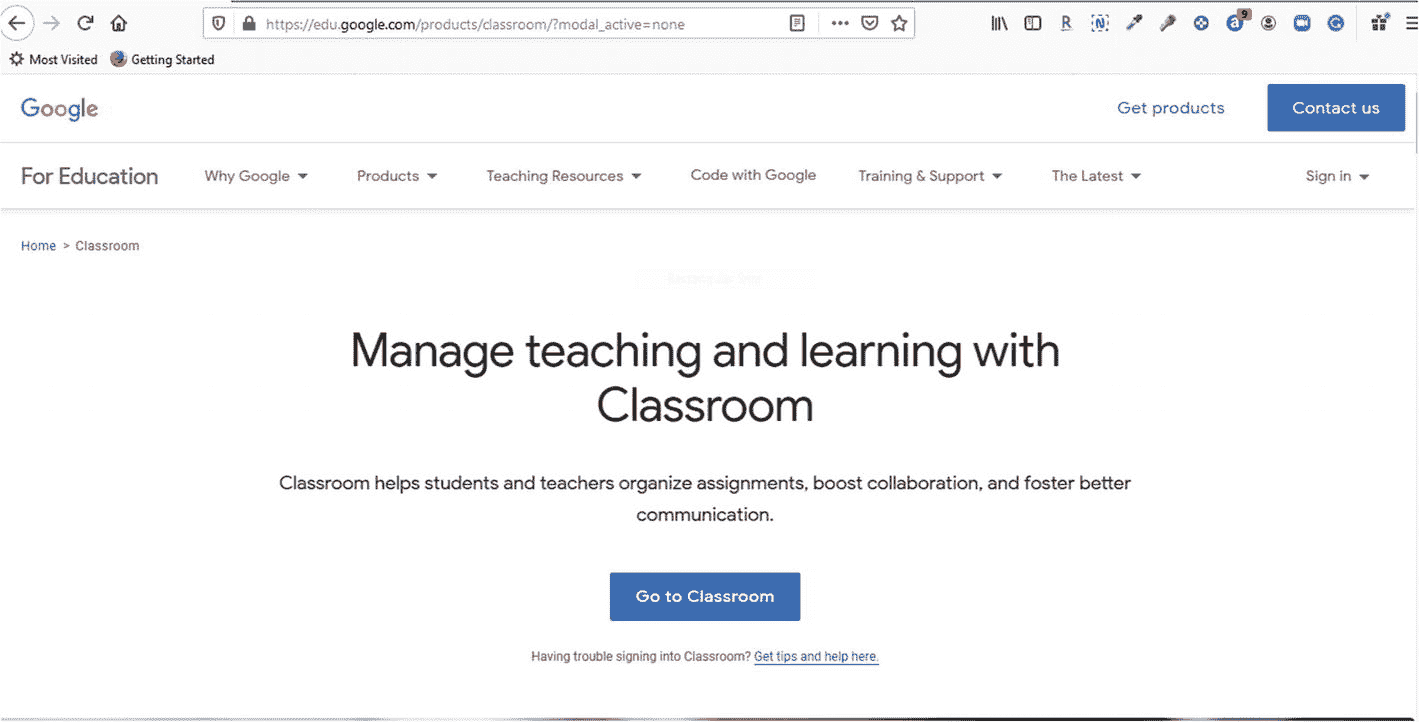 https://edu.google.com/products/classroom/?modal_active=none
9
Most Visited Getting Started
Google Get products Contact us
For Education Why Google Products Teaching Resources Code with Google Training & Support The Latest Sign in
Home > Classroom
Rectangular Snip
Manage teaching and learning with
Classroom
Classroom helps students and teachers organize assignments, boost collaboration, and foster better
communication.
Go to Classroom
Having trouble signing into Classroom? Get tips and help here.